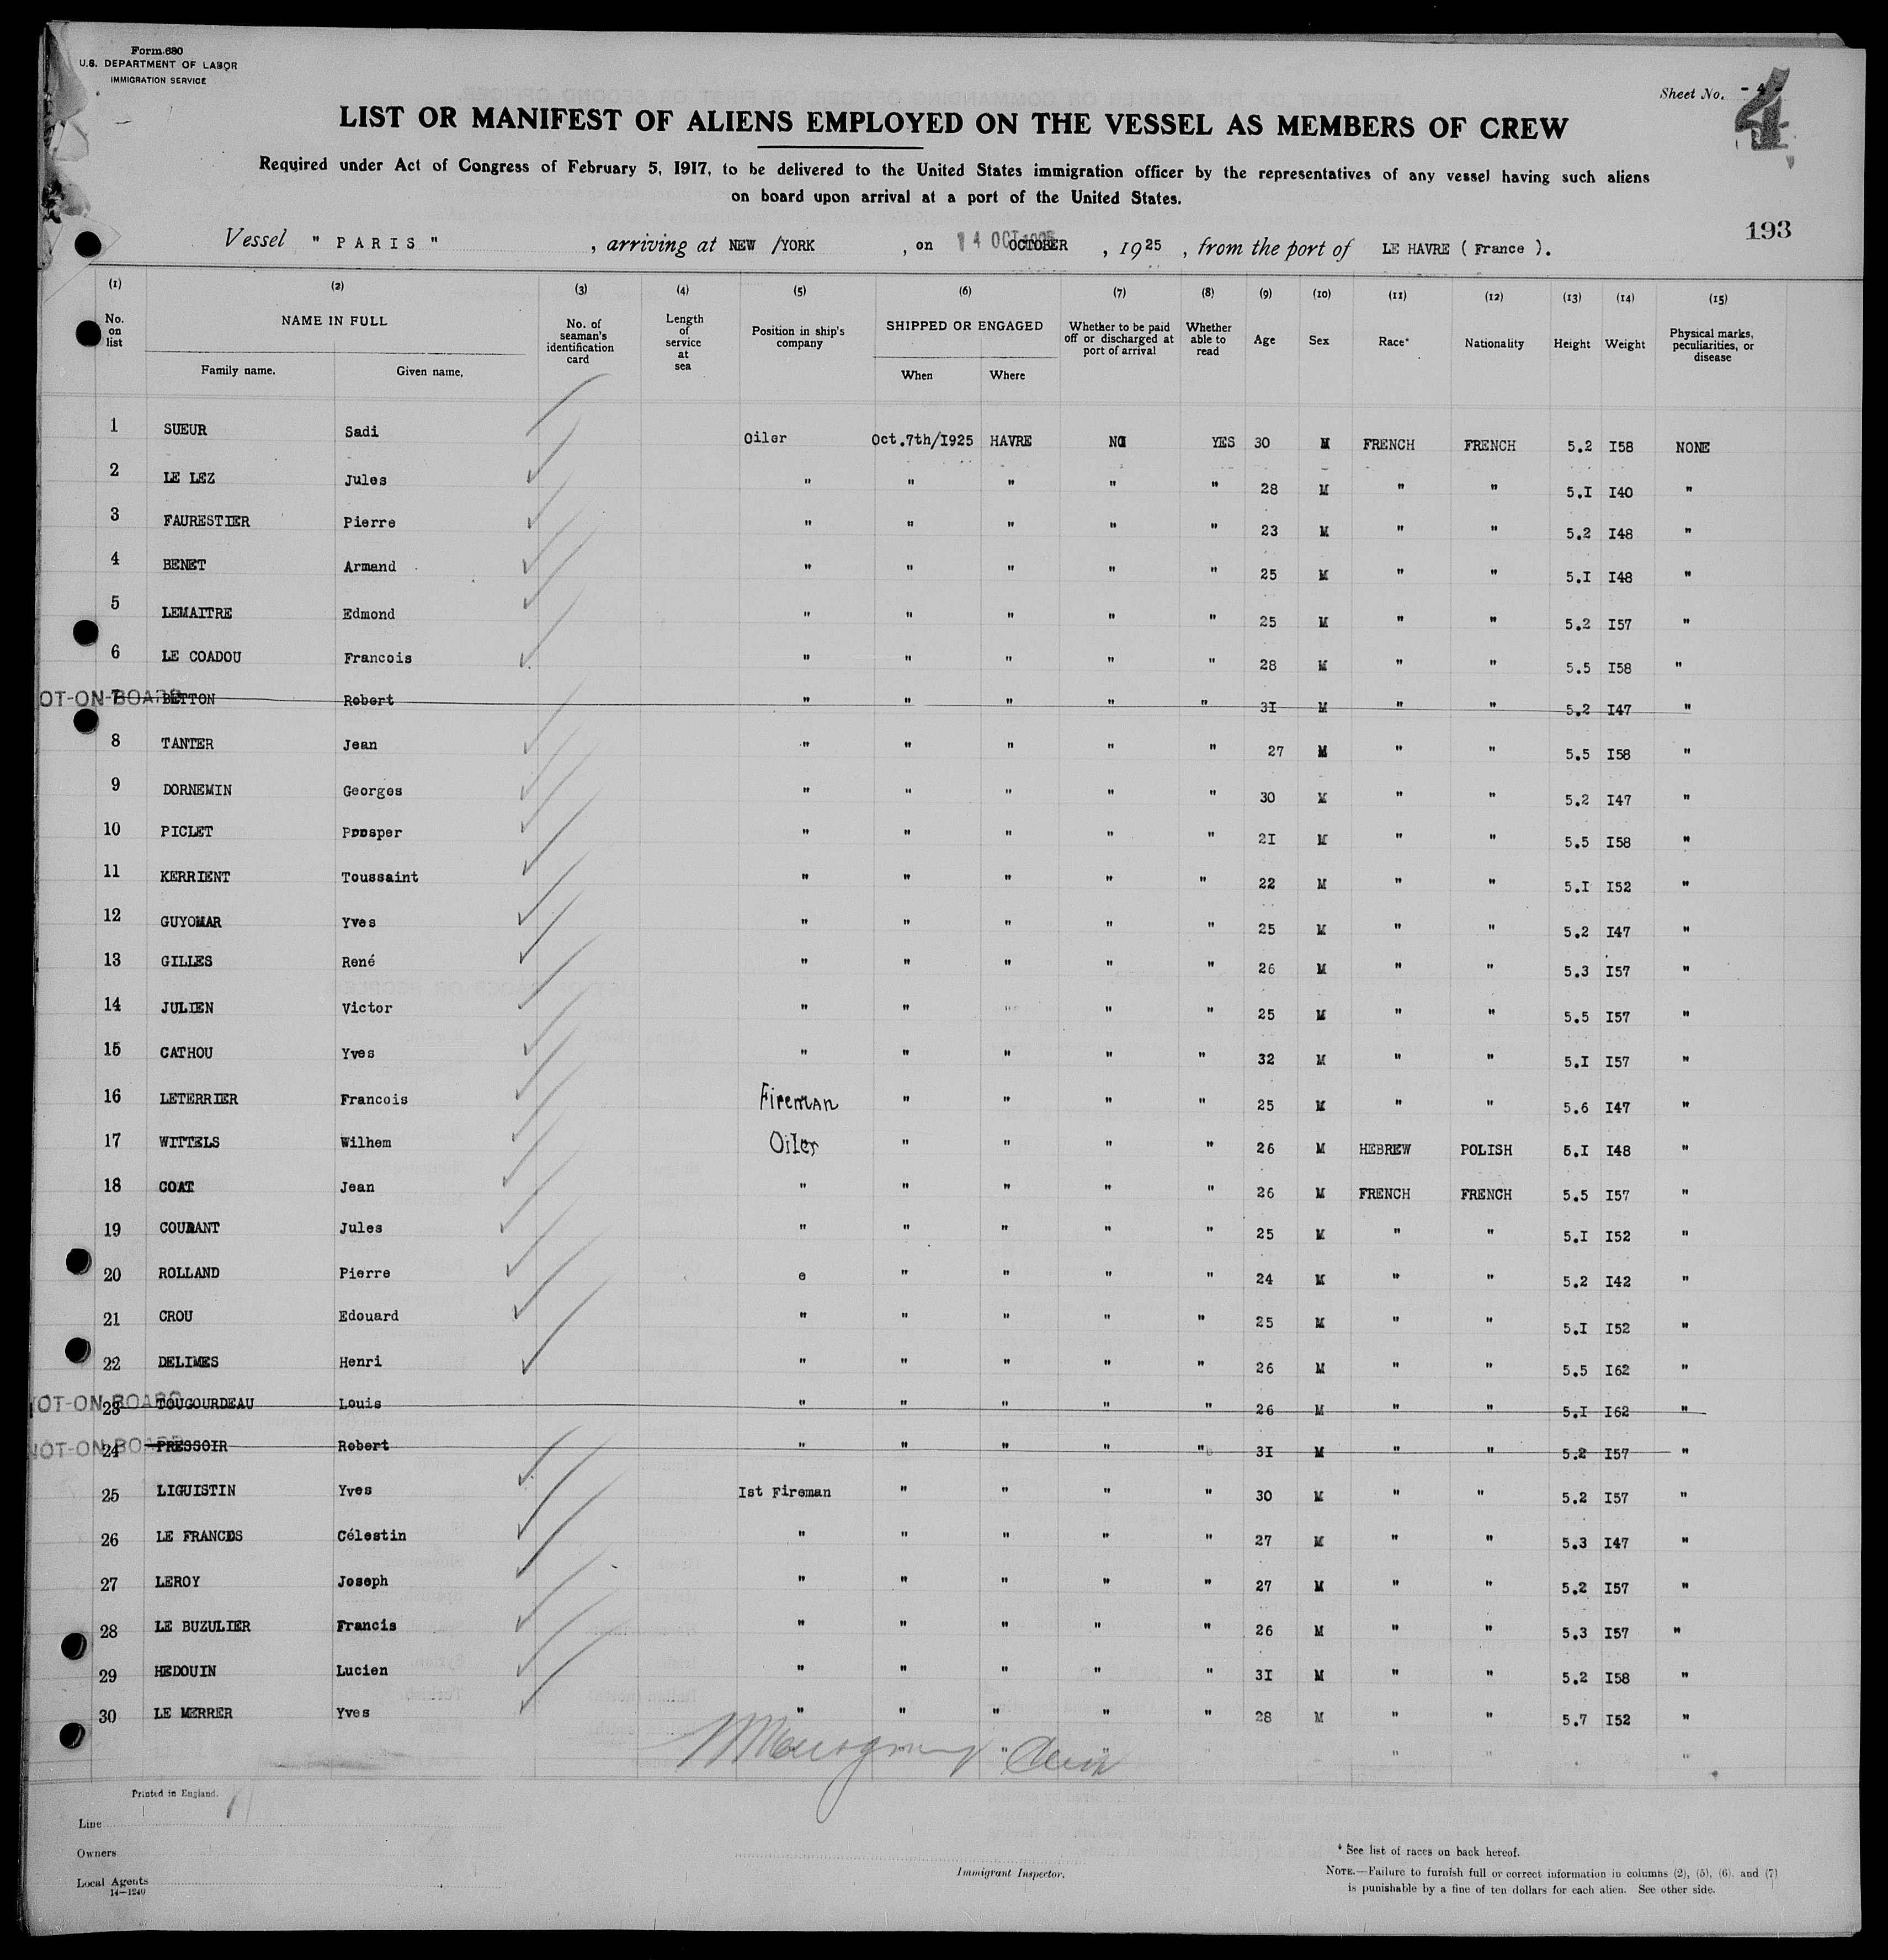 Form 680
U.S. DEPARTMENT OF LABOR
IMMIGRATION SERVICE
Sheet No. - 4 -
4
LIST OR MANIFEST OF ALIENS EMPLOYED ON THE VESSEL AS MEMBERS OF CREW
Required under Act of Congress of February 5, 1917, to be delivered to the United States immigration officer by the representatives of any vessel having such aliens
on board upon arrival at a port of the United States.
193
Vessel " PARIS " , arriving at NEW /YORK , on 14 OCT OCTOBER , 1925 , from the port of LE HAVRE ( France ).
(1) (2) (3) (4) (5) (6) (7) (8) (9) (10) (11) (12) (13) (14) (15)
No. on list NAME IN FULL Family name. Given name. No. of seaman's identification card Length of service at sea Position in ship's company SHIPPED OR ENGAGED When Where Whether to be paid off or discharged at port of arrival Whether able to read Age Sex Race* Nationality Height Weight Physical marks, peculiarities, or disease
1 SUEUR Sadi Oiler Oct.7th/I925 HAVRE NO YES 30 M FRENCH FRENCH 5.2 I58 NONE
2 LE LEZ Jules " " " " " 28 M " " 5.I I40 "
3 FAURESTIER Pierre " " " " " 23 M " " 5.2 I48 "
4 BENET Armand " " " " " 25 M " " 5.I I48 "
5 LEMAITRE Edmond " " " " " 25 M " " 5.2 I57 "
6 LE COADOU Francois " " " " " 28 M " " 5.5 I58 "
OT-ON-BOARD 7 BETTON Robert " " " " " 3I M " " 5.2 I47 "
8 TANTER Jean " " " " " 27 M " " 5.5 I58 "
9 DORNEMIN Georges " " " " " 30 M " " 5.2 I47 "
10 PICLET Prosper " " " " " 2I M " " 5.5 I58 "
11 KERRIENT Toussaint " " " " " 22 M " " 5.I I52 "
12 GUYOMAR Yves " " " " " 25 M " " 5.2 I47 "
13 GILLES René " " " " " 26 M " " 5.3 I57 "
14 JULIEN Victor " " " " " 25 M " " 5.5 I57 "
15 CATHOU Yves " " " " " 32 M " " 5.I I57 "
16 LETERRIER Francois Fireman " " " " 25 M " " 5.6 I47 "
17 WITTELS Wilhem Oiler " " " " 26 M HEBREW POLISH 5.I I48 "
18 COAT Jean " " " " " 26 M FRENCH FRENCH 5.5 I57 "
19 COURANT Jules " " " " " 25 M " " 5.I I52 "
20 ROLLAND Pierre e " " " " 24 M " " 5.2 I42 "
21 CROU Edouard " " " " " 25 M " " 5.I I52 "
22 DELIMES Henri " " " " " 26 M " " 5.5 I62 "
OT-ON-BOARD 23 TOUGOURDEAU Louis " " " " " 26 M " " 5.I I62 "
NOT-ON-BOARD 24 PRESSOIR Robert " " " " " 3I M " " 5.2 I57 "
25 LIGUISTIN Yves Ist Fireman " " " " 30 M " " 5.2 I57 "
26 LE FRANCOS Célestin " " " " " 27 M " " 5.3 I47 "
27 LEROY Joseph " " " " " 27 M " " 5.2 I57 "
28 LE BUZULIER Francis " " " " " 26 M " " 5.3 I57 "
29 HEDOUIN Lucien " " " " " 3I M " " 5.2 I58 "
30 LE MERRER Yves " " " " " 28 M " " 5.7 I52 "
" " " " "
Printed in England.
Line
Owners
Local Agents
14—1240
Immigrant Inspector.
* See list of races on back hereof.
NOTE.—Failure to furnish full or correct information in columns (2), (5), (6), and (7)
is punishable by a fine of ten dollars for each alien. See other side.